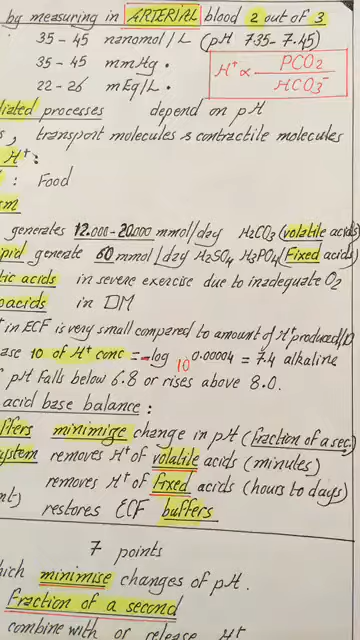 by measuring in ARTERIAL blood 2 out of 3
35 - 45 nanomol/L (pH 7.35 - 7.45)
35 - 45 mmHg.
22 - 26 mEq/L.
H⁺ ∝ PCO2 / HCO3⁻
diated processes depend on pH
s, transport molecules & contractile molecules
H⁺:
: Food
sm
generates 12.000-20.000 mmol/day H2CO3 (volatile acids)
lipid generate 60 mmol/day H2SO4 H3PO4 (Fixed acids)
tic acids in severe exercise due to inadequate O2
oacids in DM
in ECF is very small compared to amount of H⁺ produced/D
ase 10 of H⁺ conc = -log 10 0.00004 = 7.4 alkaline
pH falls below 6.8 or rises above 8.0.
acid base balance:
ffers minimize change in pH (fraction of a sec.)
system removes H⁺ of volatile acids (minutes)
removes H⁺ of fixed acids (hours to days)
nt) restores ECF buffers
7 points
hich minimise changes of pH.
fraction of a second
combine with or release H⁺